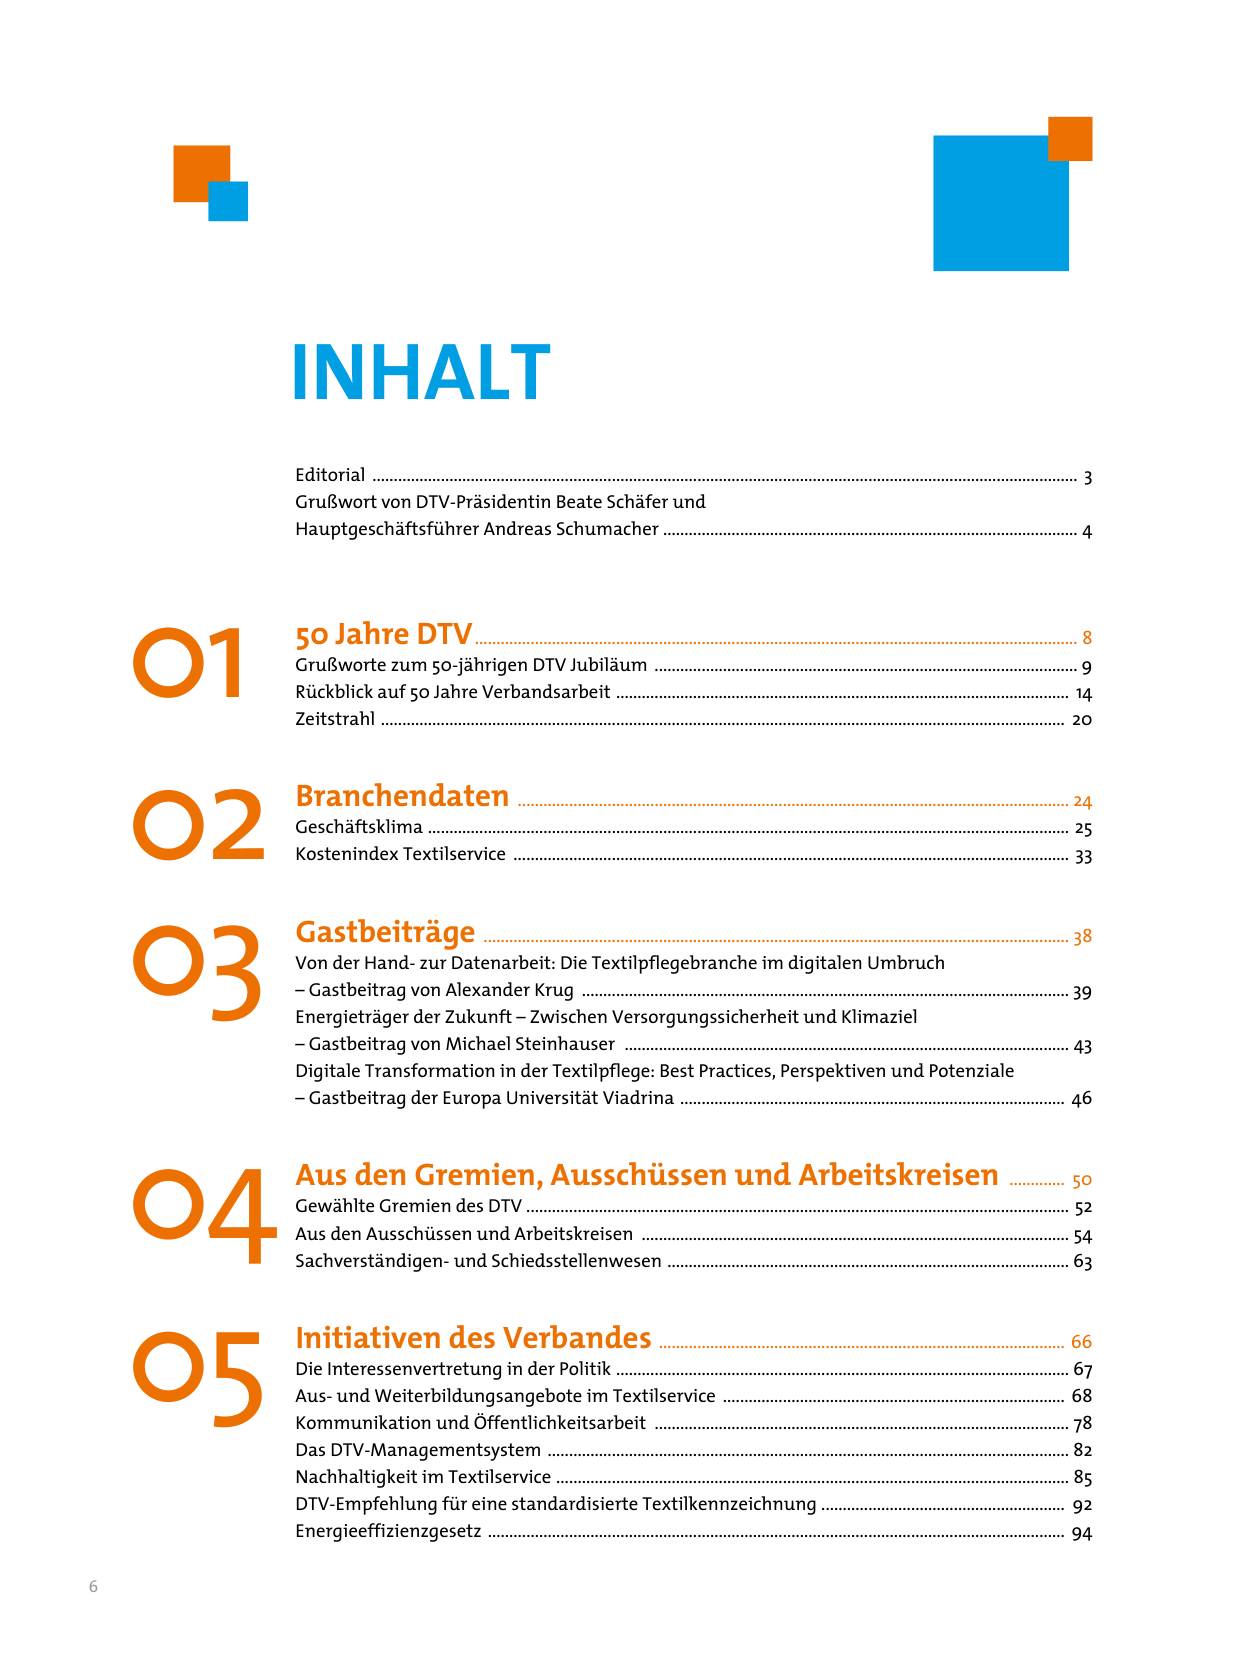 INHALT
Editorial ........ 3
Grußwort von DTV-Präsidentin Beate Schäfer und
Hauptgeschäftsführer Andreas Schumacher ........ 4
01 50 Jahre DTV ........ 8
Grußworte zum 50-jährigen DTV Jubiläum ........ 9
Rückblick auf 50 Jahre Verbandsarbeit ........ 14
Zeitstrahl ........ 20
02 Branchendaten ........ 24
Geschäftsklima ........ 25
Kostenindex Textilservice ........ 33
03 Gastbeiträge ........ 38
Von der Hand- zur Datenarbeit: Die Textilpflegebranche im digitalen Umbruch
– Gastbeitrag von Alexander Krug ........ 39
Energieträger der Zukunft – Zwischen Versorgungssicherheit und Klimaziel
– Gastbeitrag von Michael Steinhauser ........ 43
Digitale Transformation in der Textilpflege: Best Practices, Perspektiven und Potenziale
– Gastbeitrag der Europa Universität Viadrina ........ 46
04 Aus den Gremien, Ausschüssen und Arbeitskreisen ........ 50
Gewählte Gremien des DTV ........ 52
Aus den Ausschüssen und Arbeitskreisen ........ 54
Sachverständigen- und Schiedsstellenwesen ........ 63
05 Initiativen des Verbandes ........ 66
Die Interessenvertretung in der Politik ........ 67
Aus- und Weiterbildungsangebote im Textilservice ........ 68
Kommunikation und Öffentlichkeitsarbeit ........ 78
Das DTV-Managementsystem ........ 82
Nachhaltigkeit im Textilservice ........ 85
DTV-Empfehlung für eine standardisierte Textilkennzeichnung ........ 92
Energieeffizienzgesetz ........ 94
6